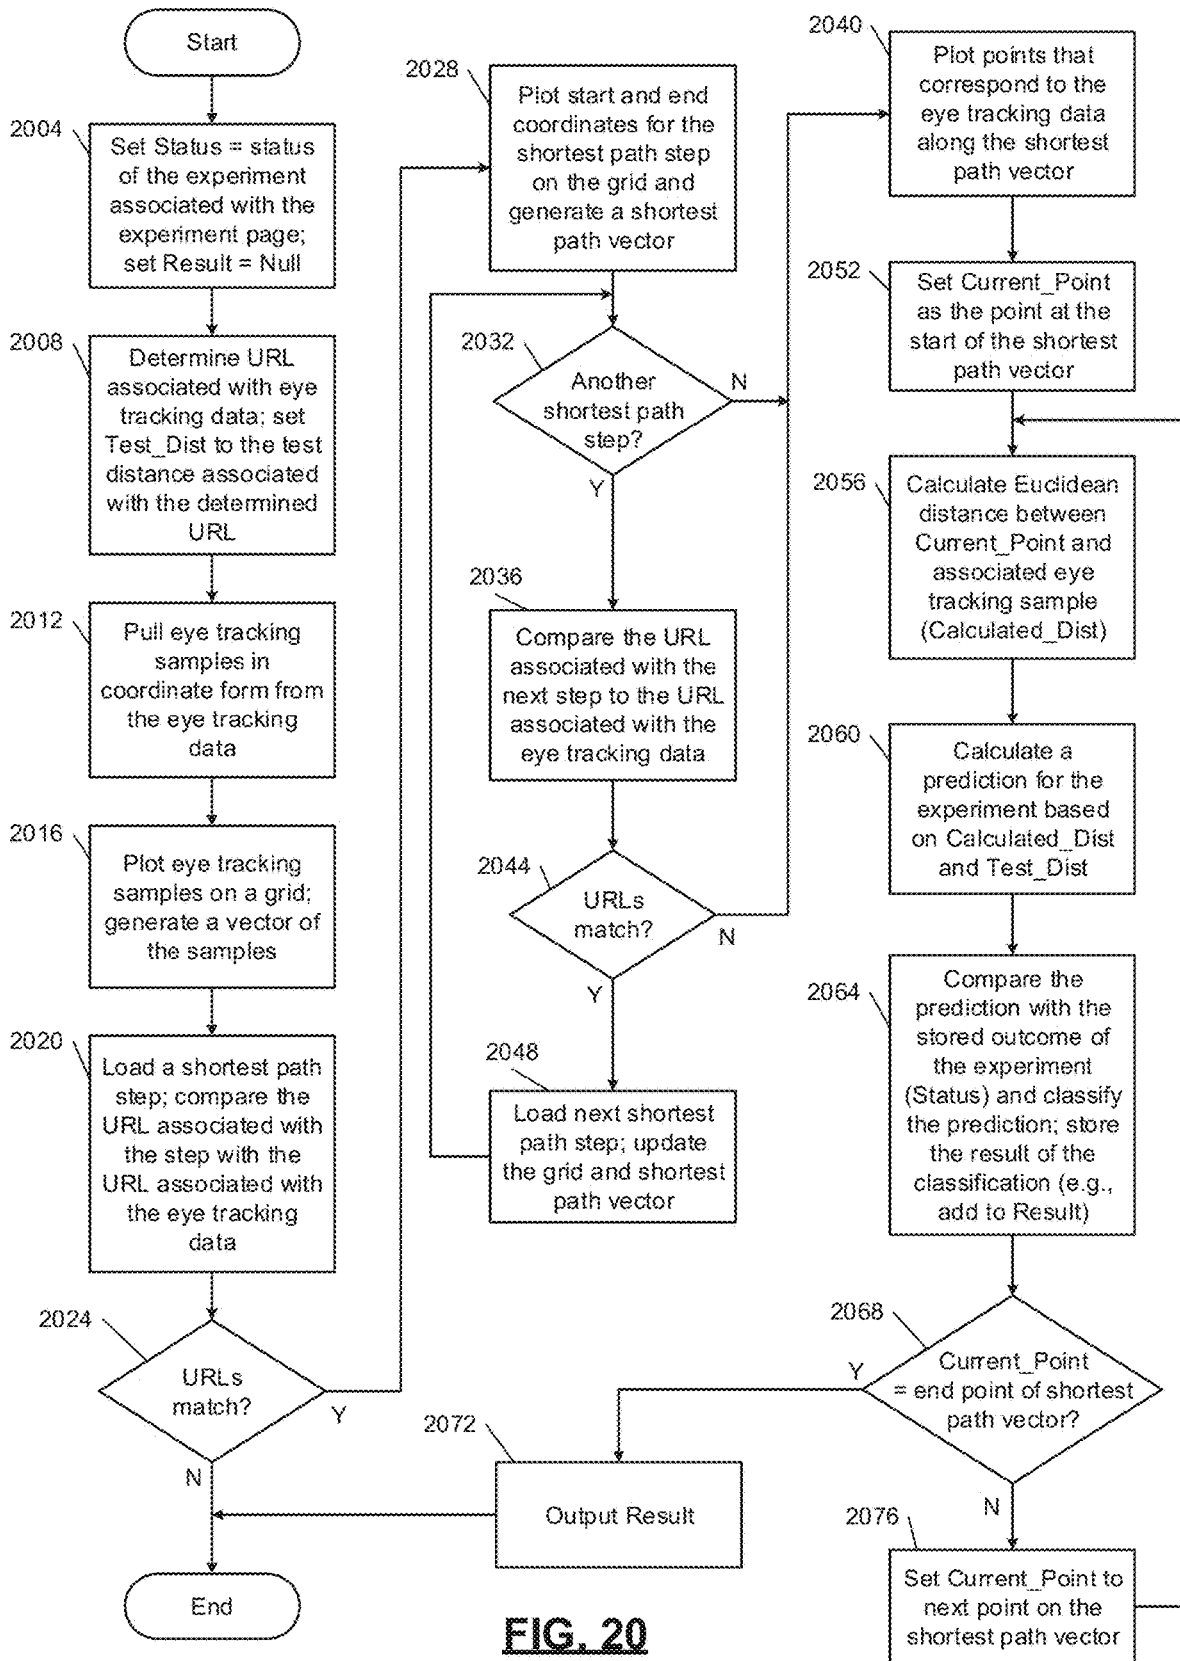 Start
2004
Set Status = status
of the experiment
associated with the
experiment page;
set Result = Null
2008
Determine URL
associated with eye
tracking data; set
Test_Dist to the test
distance associated
with the determined
URL
2012
Pull eye tracking
samples in
coordinate form from
the eye tracking
data
2016
Plot eye tracking
samples on a grid;
generate a vector of
the samples
2020
Load a shortest path
step; compare the
URL associated with
the step with the
URL associated with
the eye tracking
data
2024
URLs
match?
Y
N
End
2028
Plot start and end
coordinates for the
shortest path step
on the grid and
generate a shortest
path vector
2032
Another
shortest path
step?
N
Y
2036
Compare the URL
associated with the
next step to the URL
associated with the
eye tracking data
2044
URLs
match?
N
Y
2048
Load next shortest
path step; update
the grid and shortest
path vector
2040
Plot points that
correspond to the
eye tracking data
along the shortest
path vector
2052
Set Current_Point
as the point at the
start of the shortest
path vector
2056
Calculate Euclidean
distance between
Current_Point and
associated eye
tracking sample
(Calculated_Dist)
2060
Calculate a
prediction for the
experiment based
on Calculated_Dist
and Test_Dist
2064
Compare the
prediction with the
stored outcome of
the experiment
(Status) and classify
the prediction; store
the result of the
classification (e.g.,
add to Result)
2068
Current_Point
= end point of shortest
path vector?
Y
N
2072
Output Result
2076
Set Current_Point to
next point on the
shortest path vector
FIG. 20